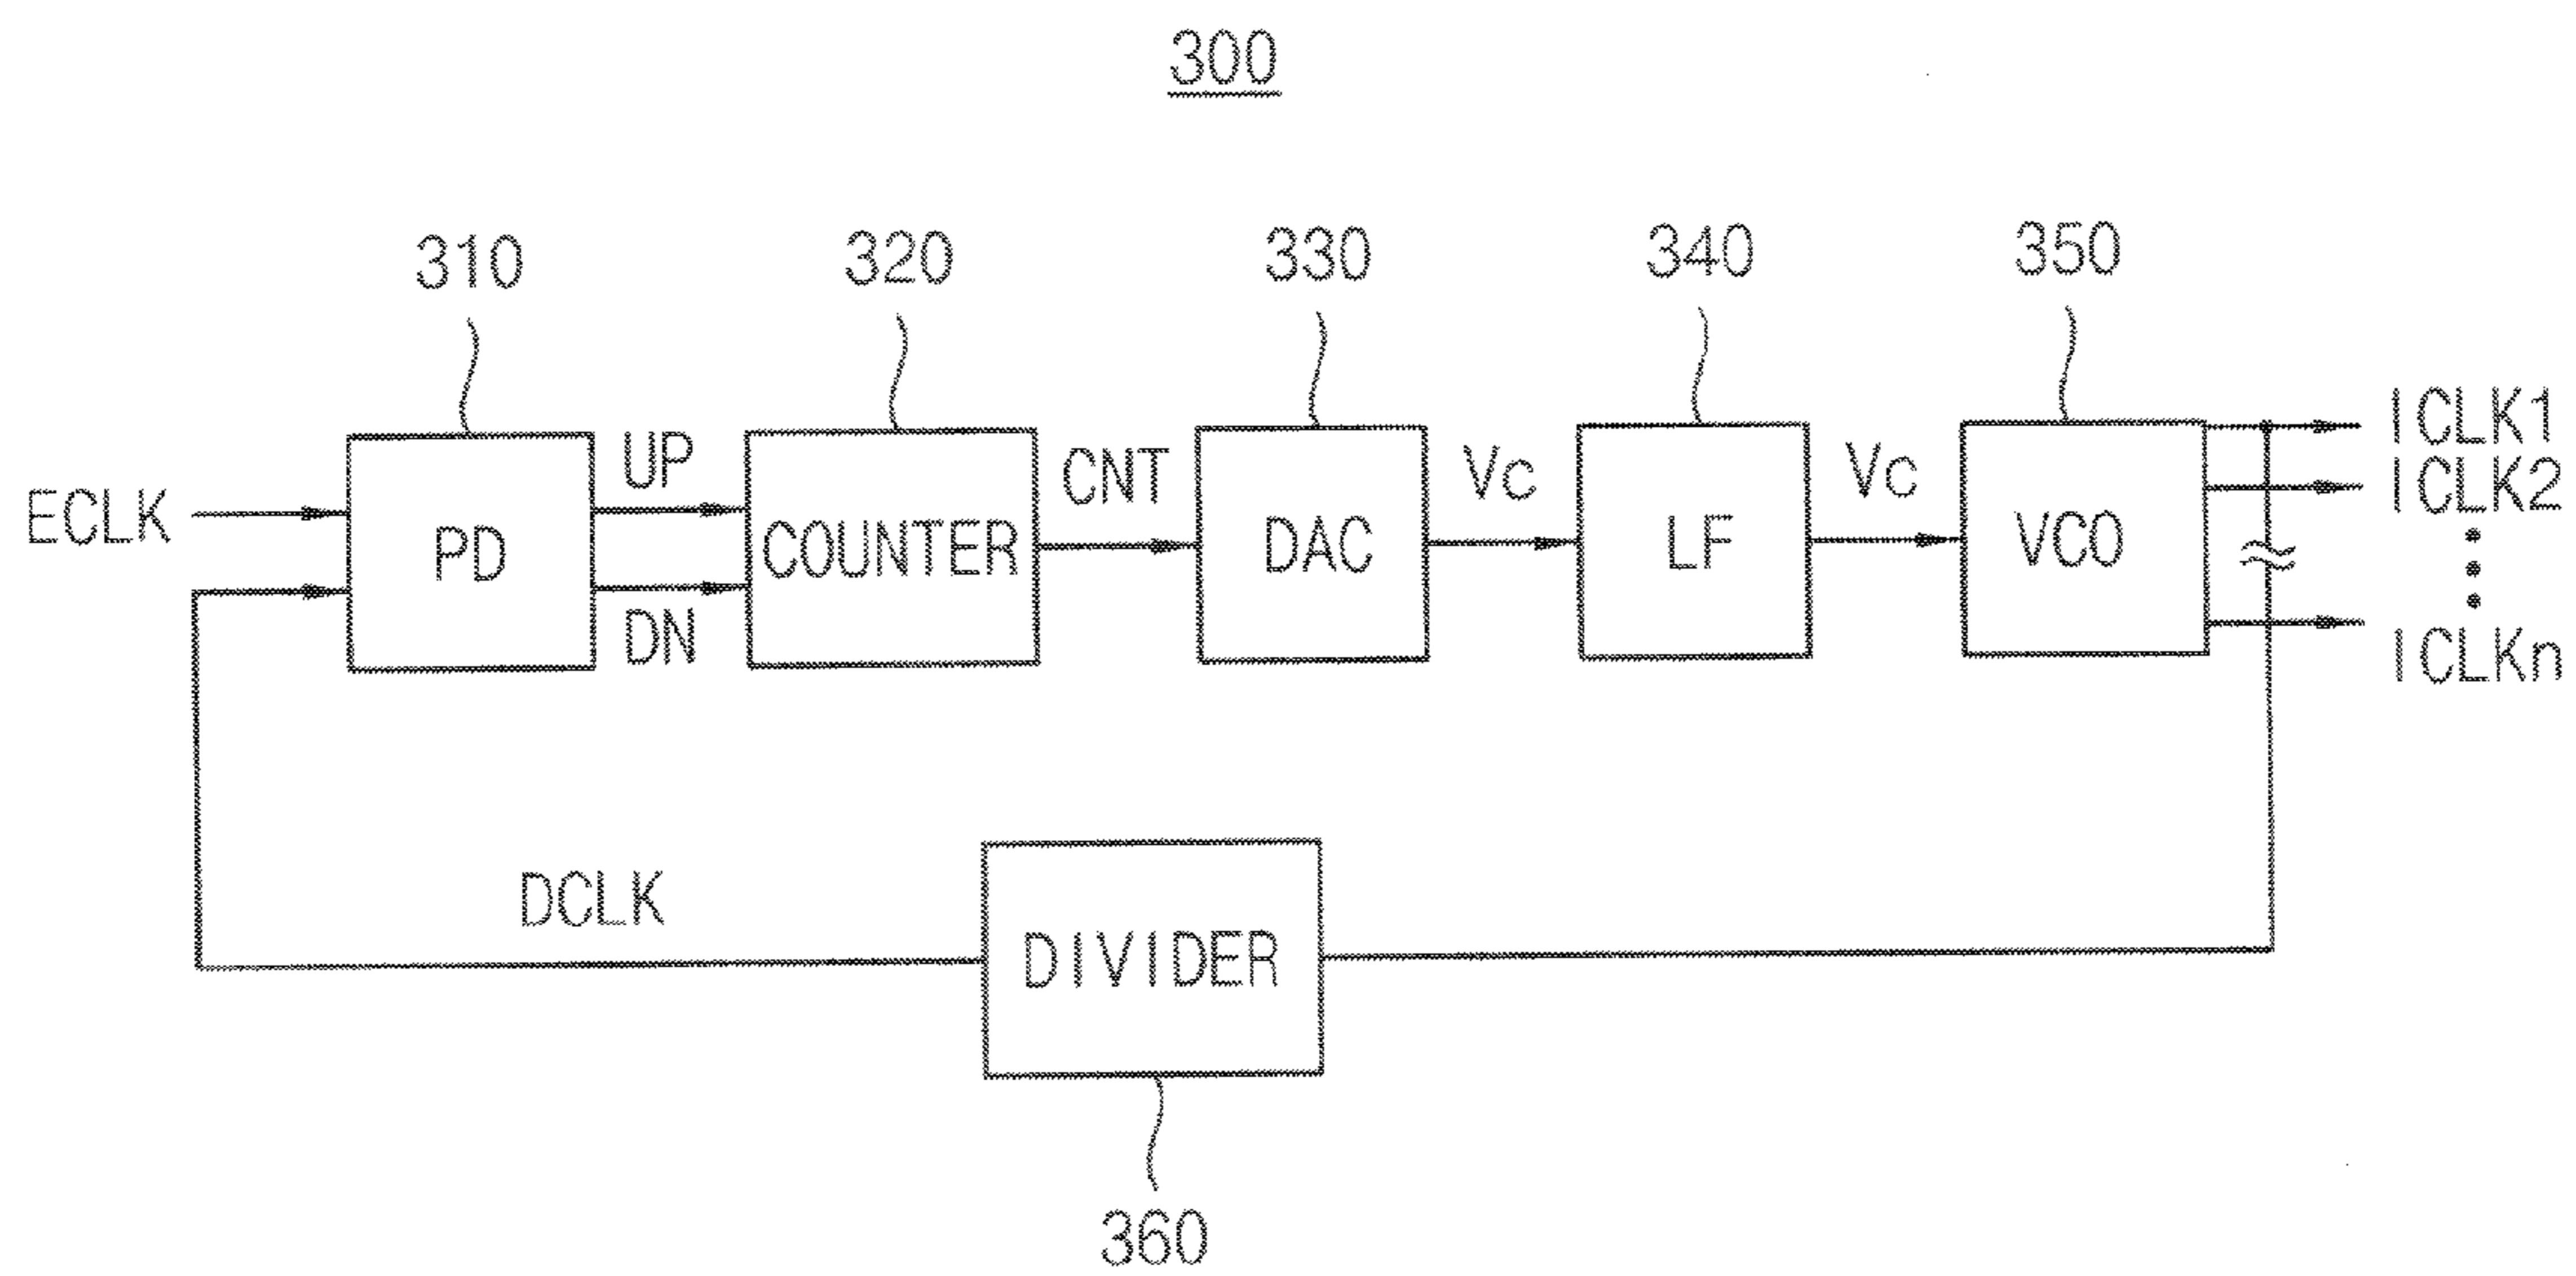 300
310
320
330
340
350
ECLK
PD
UP
DN
COUNTER
CNT
DAC
Vc
LF
Vc
VCO
ICLK1
ICLK2
ICLKn
DCLK
DIVIDER
360